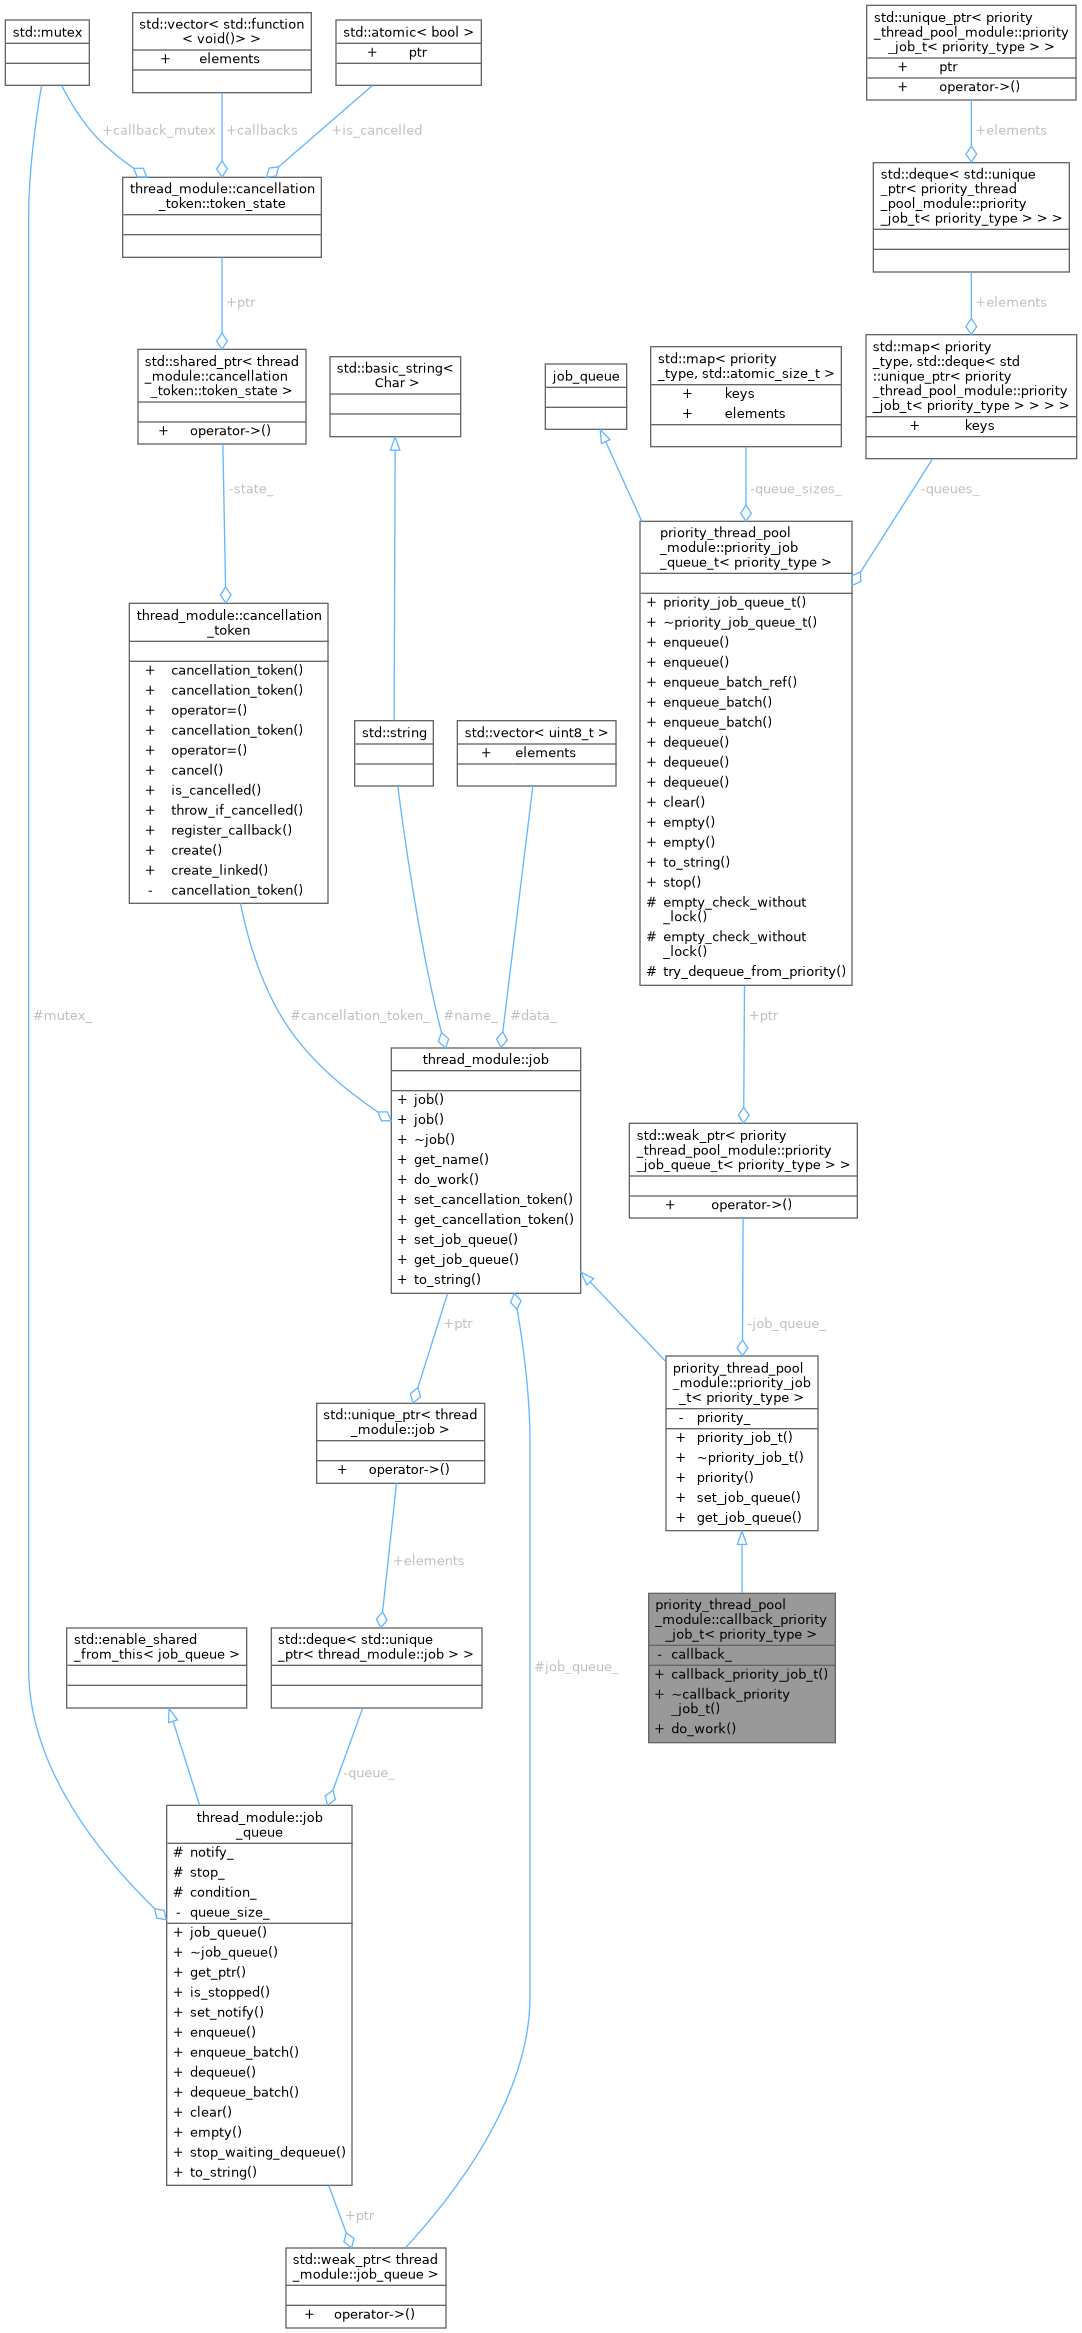 std::mutex
std::vector< std::function
< void()> >
+ elements
std::atomic< bool >
+ ptr
std::unique_ptr< priority
_thread_pool_module::priority
_job_t< priority_type > >
+ ptr
+ operator->()
+callback_mutex
+callbacks
+is_cancelled
+elements
thread_module::cancellation
_token::token_state
std::deque< std::unique
_ptr< priority_thread
_pool_module::priority
_job_t< priority_type > > >
+ptr
+elements
std::shared_ptr< thread
_module::cancellation
_token::token_state >
+ operator->()
std::basic_string<
Char >
job_queue
std::map< priority
_type, std::atomic_size_t >
+ keys
+ elements
std::map< priority
_type, std::deque< std
::unique_ptr< priority
_thread_pool_module::priority
_job_t< priority_type > > > >
+ keys
-state_
-queue_sizes_
-queues_
thread_module::cancellation
_token
+ cancellation_token()
+ cancellation_token()
+ operator=()
+ cancellation_token()
+ operator=()
+ cancel()
+ is_cancelled()
+ throw_if_cancelled()
+ register_callback()
+ create()
+ create_linked()
- cancellation_token()
std::string
std::vector< uint8_t >
+ elements
priority_thread_pool
_module::priority_job
_queue_t< priority_type >
+ priority_job_queue_t()
+ ~priority_job_queue_t()
+ enqueue()
+ enqueue()
+ enqueue_batch_ref()
+ enqueue_batch()
+ enqueue_batch()
+ dequeue()
+ dequeue()
+ dequeue()
+ clear()
+ empty()
+ empty()
+ to_string()
+ stop()
# empty_check_without
_lock()
# empty_check_without
_lock()
# try_dequeue_from_priority()
#mutex_
#cancellation_token_
#name_
#data_
+ptr
thread_module::job
+ job()
+ job()
+ ~job()
+ get_name()
+ do_work()
+ set_cancellation_token()
+ get_cancellation_token()
+ set_job_queue()
+ get_job_queue()
+ to_string()
std::weak_ptr< priority
_thread_pool_module::priority
_job_queue_t< priority_type > >
+ operator->()
+ptr
-job_queue_
std::unique_ptr< thread
_module::job >
+ operator->()
priority_thread_pool
_module::priority_job
_t< priority_type >
- priority_
+ priority_job_t()
+ ~priority_job_t()
+ priority()
+ set_job_queue()
+ get_job_queue()
+elements
priority_thread_pool
_module::callback_priority
_job_t< priority_type >
- callback_
+ callback_priority_job_t()
+ ~callback_priority
_job_t()
+ do_work()
std::enable_shared
_from_this< job_queue >
std::deque< std::unique
_ptr< thread_module::job > >
#job_queue_
-queue_
thread_module::job
_queue
# notify_
# stop_
# condition_
- queue_size_
+ job_queue()
+ ~job_queue()
+ get_ptr()
+ is_stopped()
+ set_notify()
+ enqueue()
+ enqueue_batch()
+ dequeue()
+ dequeue_batch()
+ clear()
+ empty()
+ stop_waiting_dequeue()
+ to_string()
+ptr
std::weak_ptr< thread
_module::job_queue >
+ operator->()